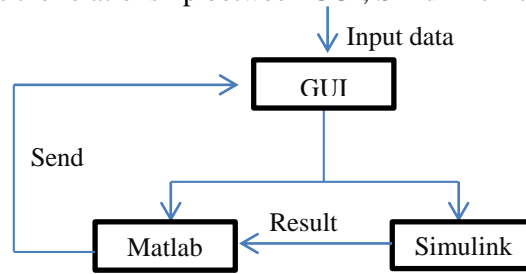 Input data
GUI
Send
Result
Matlab
Simulink